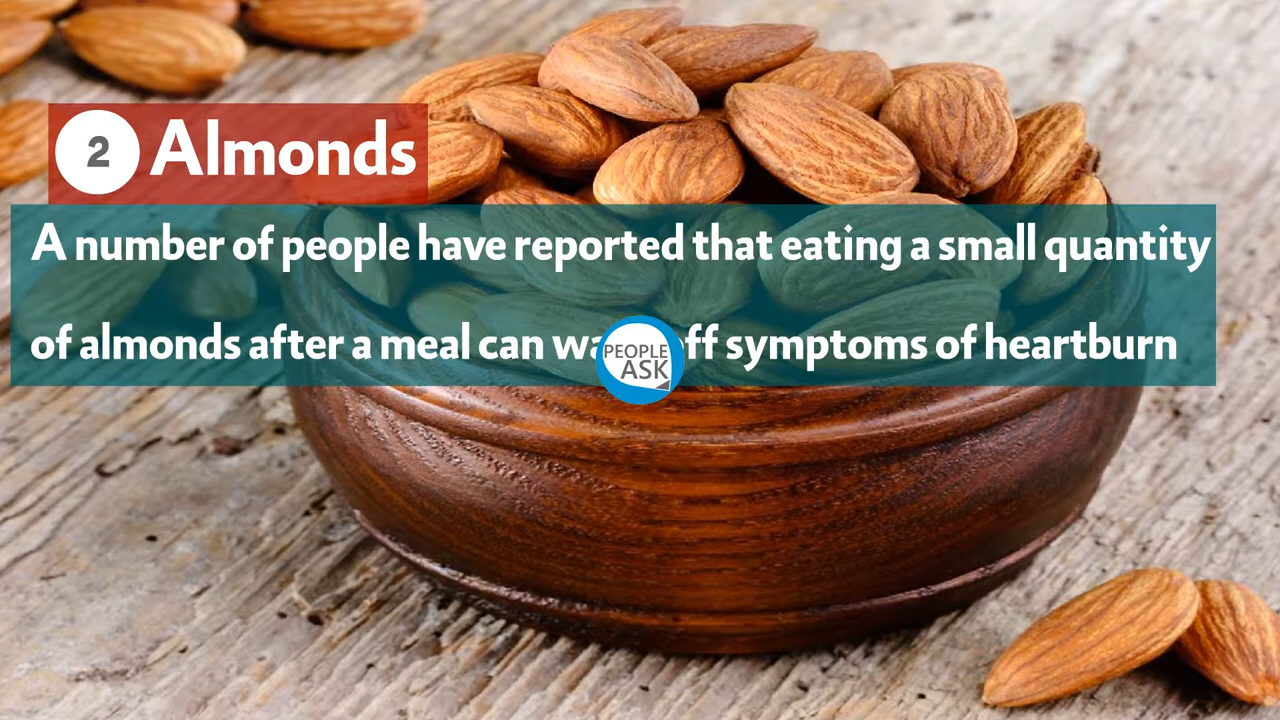 2 Almonds
A number of people have reported that eating a small quantity
of almonds after a meal can off symptoms of heartburn
PEOPLE
ASK